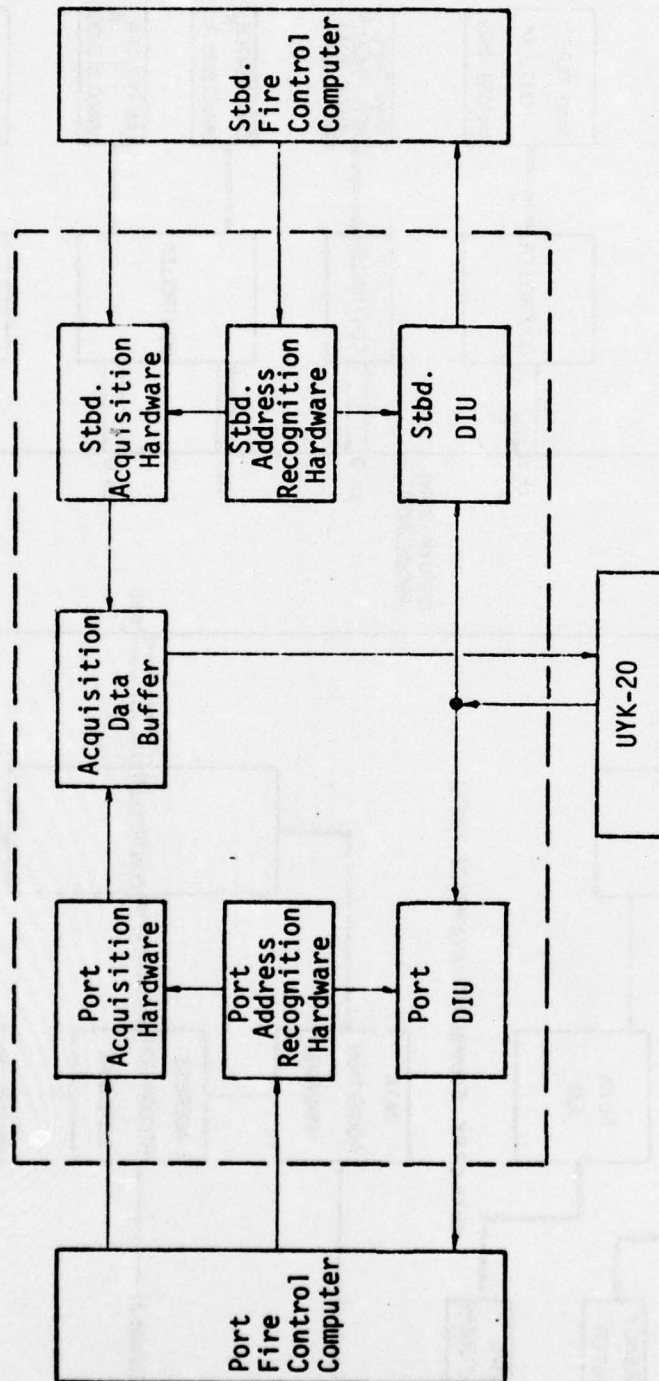 Port
Fire
Control
Computer
Port
Acquisition
Hardware
Port
Address
Recognition
Hardware
Port
DIU
Acquisition
Data
Buffer
UYK-20
Stbd.
Acquisition
Hardware
Stbd.
Address
Recognition
Hardware
Stbd.
DIU
Stbd.
Fire
Control
Computer